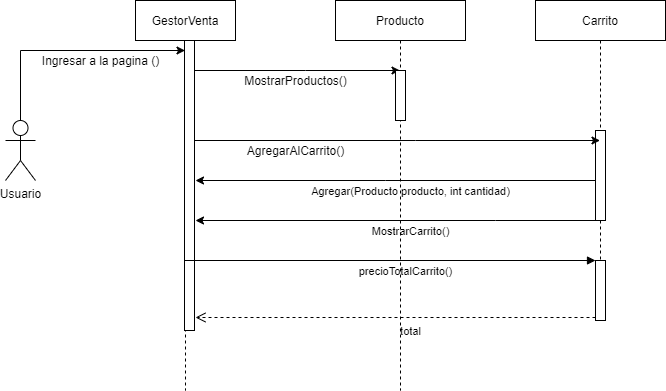 GestorVenta
Producto
Carrito
Ingresar a la pagina ()
MostrarProductos()
AgregarAlCarrito()
Usuario
Agregar(Producto producto, int cantidad)
MostrarCarrito()
precioTotalCarrito()
total